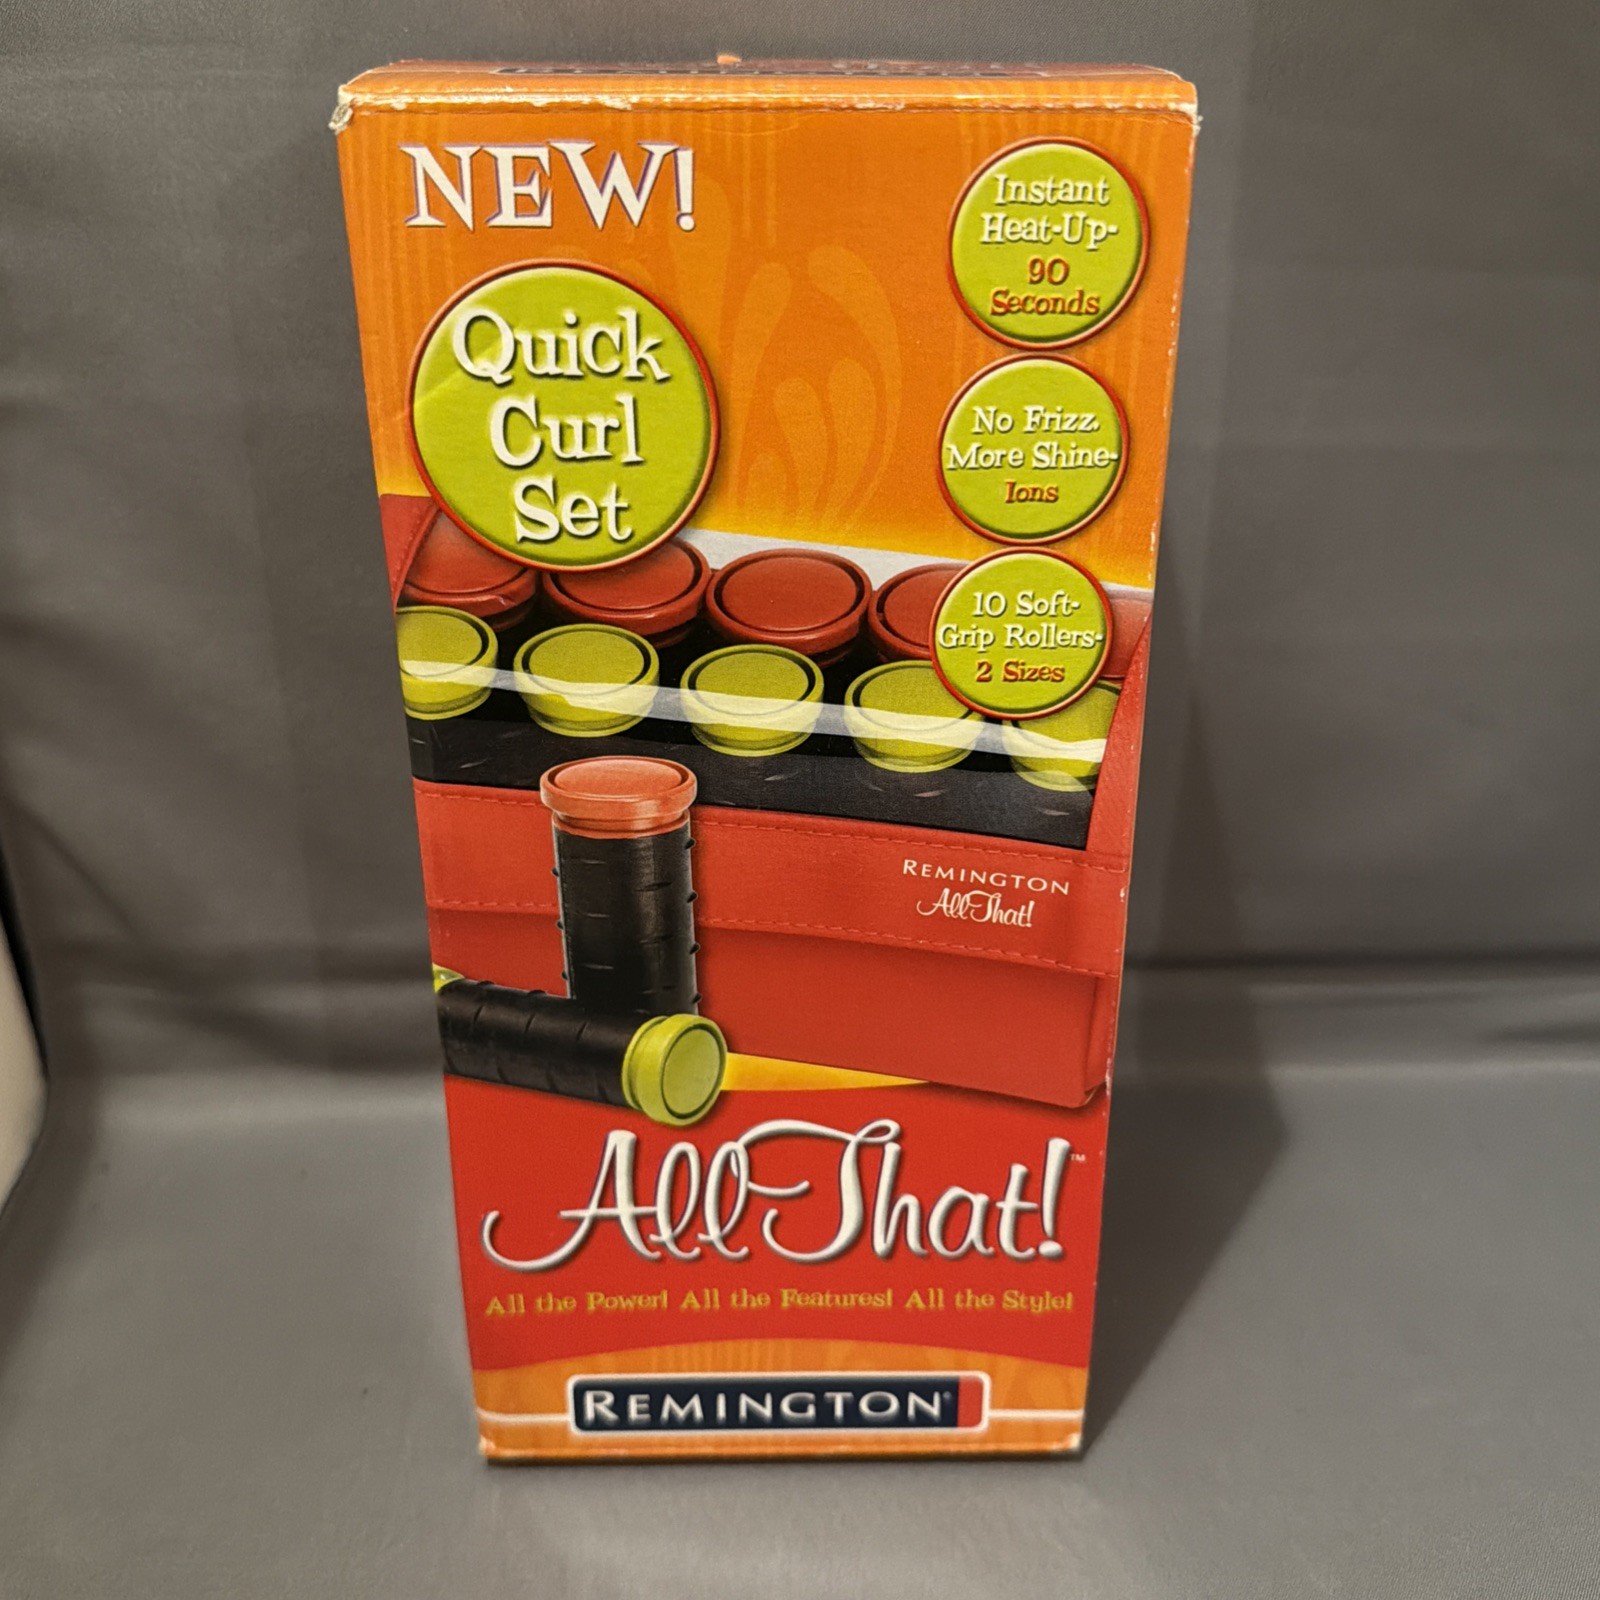 NEW!
Quick
Curl
Set
Instant
Heat-Up-
90
Seconds
No Frizz,
More Shine-
Ions
10 Soft-
Grip Rollers-
2 Sizes
REMINGTON
All That!
All That!™
All the Power! All the Features! All the Style!
REMINGTON®